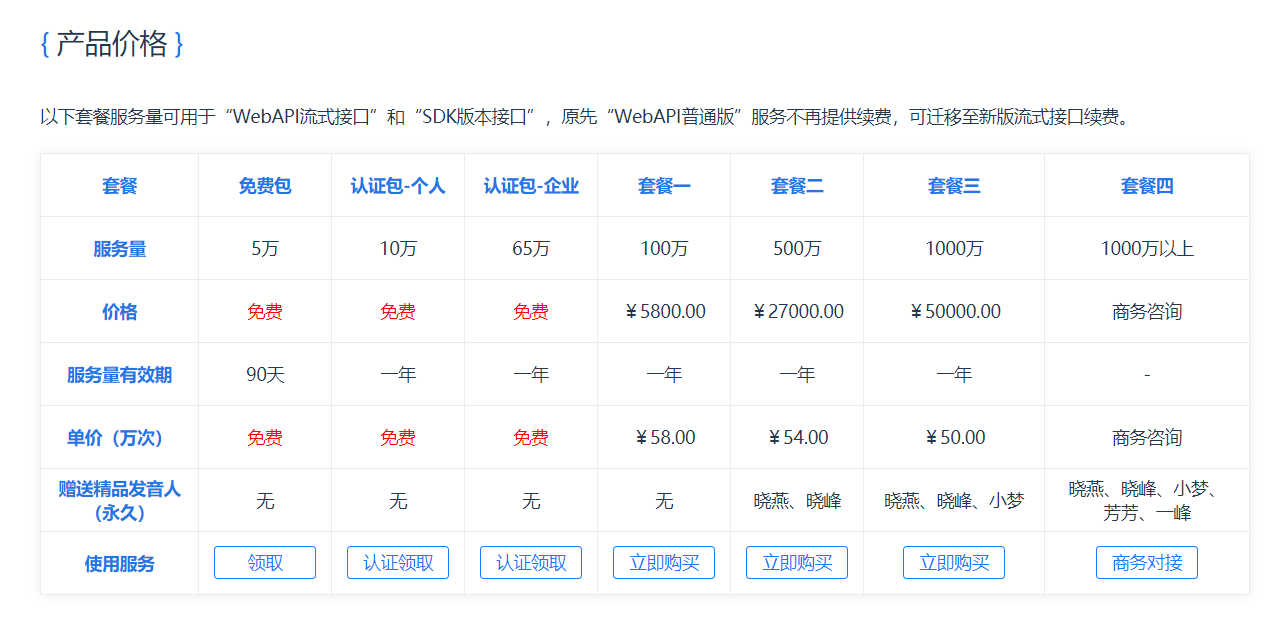 { 产品价格 }
以下套餐服务量可用于“WebAPI流式接口”和“SDK版本接口”，原先“WebAPI普通版”服务不再提供续费，可迁移至新版流式接口续费。
套餐 免费包 认证包-个人 认证包-企业 套餐一 套餐二 套餐三 套餐四
服务量 5万 10万 65万 100万 500万 1000万 1000万以上
价格 免费 免费 免费 ¥5800.00 ¥27000.00 ¥50000.00 商务咨询
服务量有效期 90天 一年 一年 一年 一年 一年 -
单价（万次） 免费 免费 免费 ¥58.00 ¥54.00 ¥50.00 商务咨询
赠送精品发音人
（永久） 无 无 无 无 晓燕、晓峰 晓燕、晓峰、小梦 晓燕、晓峰、小梦、
芳芳、一峰
使用服务 领取 认证领取 认证领取 立即购买 立即购买 立即购买 商务对接